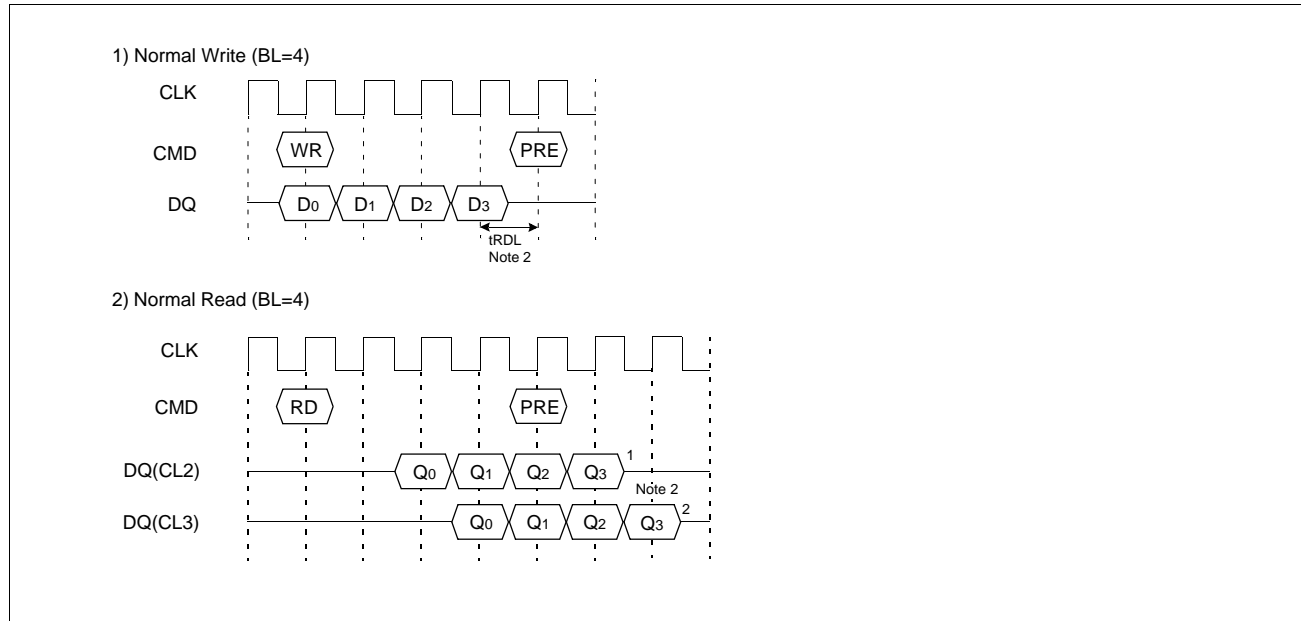 1) Normal Write (BL=4)
CLK
CMD WR PRE
DQ D0 D1 D2 D3
tRDL
Note 2
2) Normal Read (BL=4)
CLK
CMD RD PRE
DQ(CL2) Q0 Q1 Q2 Q3 1
Note 2
DQ(CL3) Q0 Q1 Q2 Q3 2